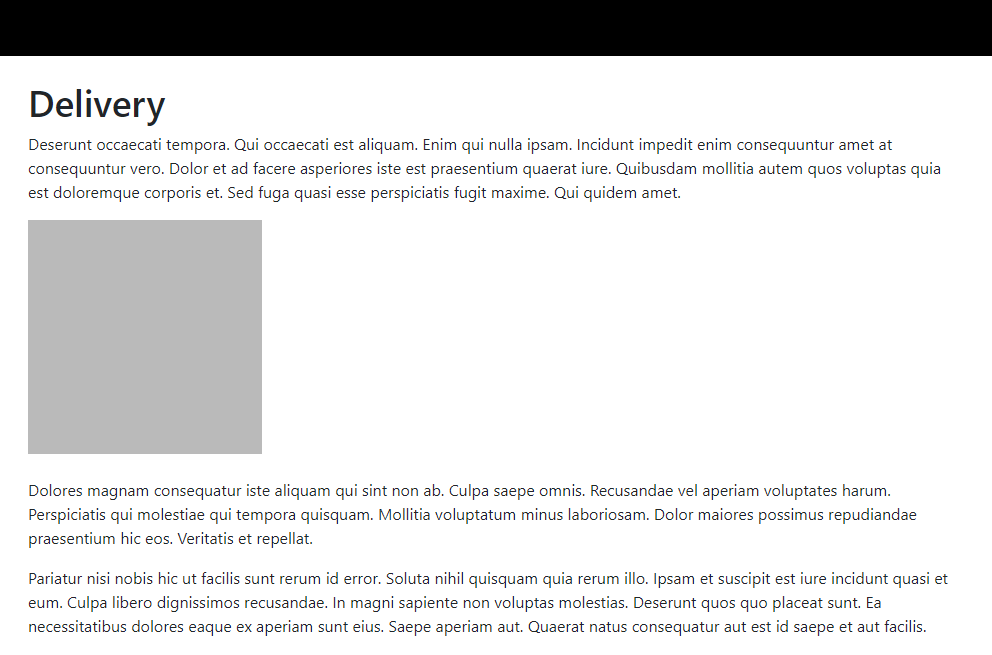 Delivery
Deserunt occaecati tempora. Qui occaecati est aliquam. Enim qui nulla ipsam. Incidunt impedit enim consequuntur amet at
consequuntur vero. Dolor et ad facere asperiores iste est praesentium quaerat iure. Quibusdam mollitia autem quos voluptas quia
est doloremque corporis et. Sed fuga quasi esse perspiciatis fugit maxime. Qui quidem amet.
Dolores magnam consequatur iste aliquam qui sint non ab. Culpa saepe omnis. Recusandae vel aperiam voluptates harum.
Perspiciatis qui molestiae qui tempora quisquam. Mollitia voluptatum minus laboriosam. Dolor maiores possimus repudiandae
praesentium hic eos. Veritatis et repellat.
Pariatur nisi nobis hic ut facilis sunt rerum id error. Soluta nihil quisquam quia rerum illo. Ipsam et suscipit est iure incidunt quasi et
eum. Culpa libero dignissimos recusandae. In magni sapiente non voluptas molestias. Deserunt quos quo placeat sunt. Ea
necessitatibus dolores eaque ex aperiam sunt eius. Saepe aperiam aut. Quaerat natus consequatur aut est id saepe et aut facilis.